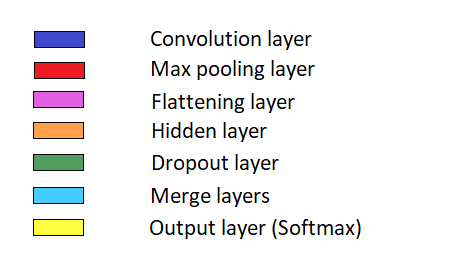 Convolution layer
Max pooling layer
Flattening layer
Hidden layer
Dropout layer
Merge layers
Output layer (Softmax)